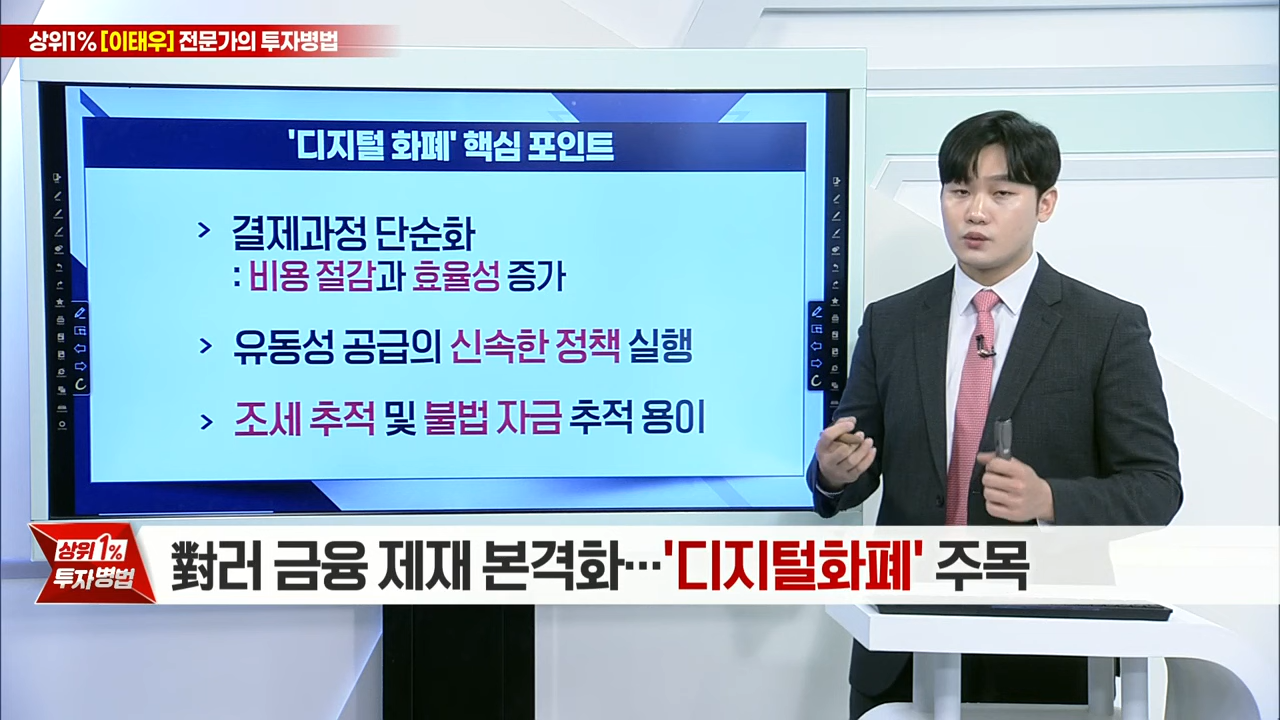 상위1% [이태우] 전문가의 투자병법
'디지털 화폐' 핵심 포인트
> 결제과정 단순화
: 비용 절감과 효율성 증가
> 유동성 공급의 신속한 정책 실행
> 조세 추적 및 불법 자금 추적 용이
상위1%
투자병법
對러 금융 제재 본격화…'디지털화폐' 주목